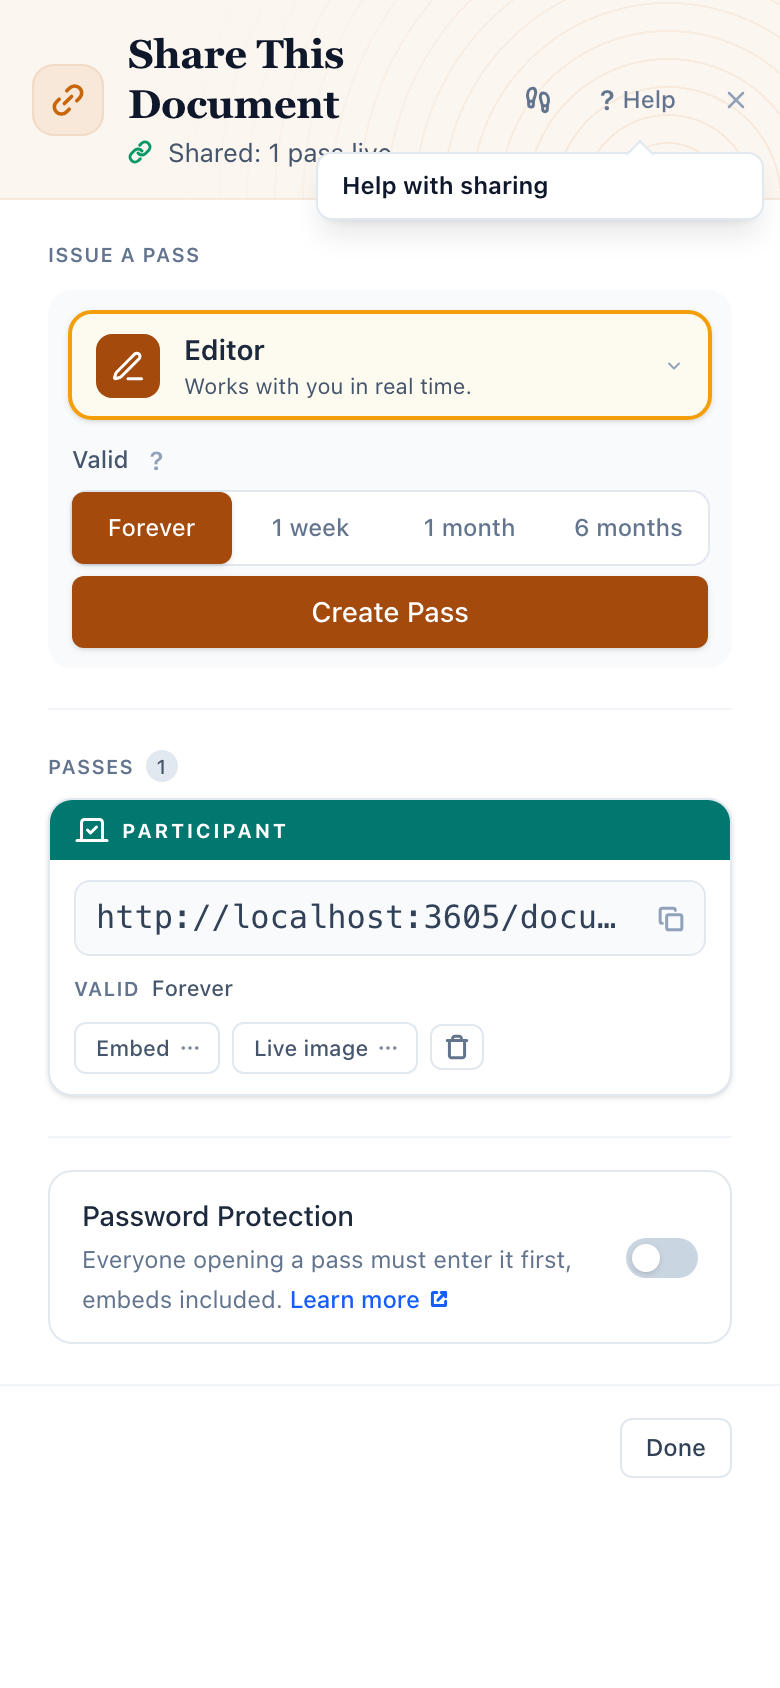 Share This
Document
? Help
Shared: 1 pass live
Help with sharing
ISSUE A PASS
Editor
Works with you in real time.
Valid ?
Forever
1 week
1 month
6 months
Create Pass
PASSES 1
PARTICIPANT
http://localhost:3605/docu…
VALID Forever
Embed ···
Live image ···
Password Protection
Everyone opening a pass must enter it first,
embeds included. Learn more
Done